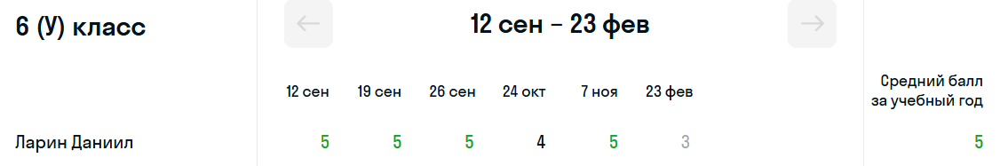 6 (У) класс
12 сен – 23 фев
12 сен 19 сен 26 сен 24 окт 7 ноя 23 фев
Средний балл
за учебный год
Ларин Даниил 5 5 5 4 5 3 5